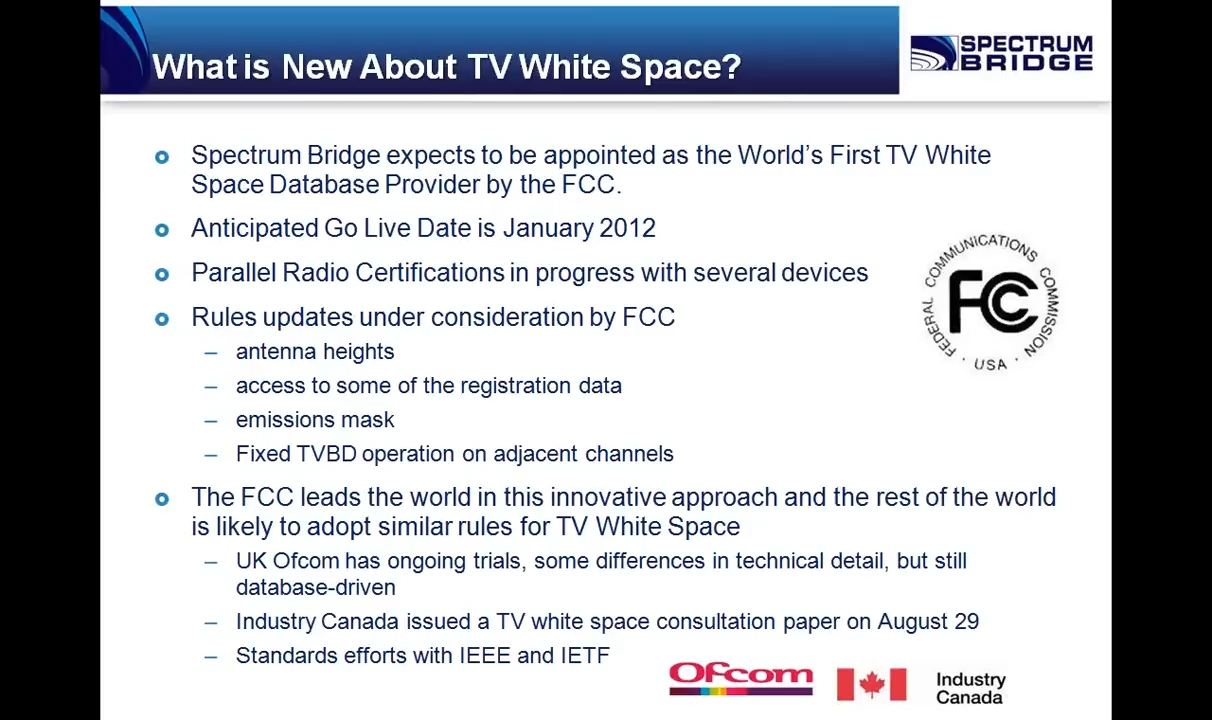 What is New About TV White Space?
SPECTRUM
BRIDGE
Spectrum Bridge expects to be appointed as the World's First TV White
Space Database Provider by the FCC.
Anticipated Go Live Date is January 2012
Parallel Radio Certifications in progress with several devices
Rules updates under consideration by FCC
– antenna heights
– access to some of the registration data
– emissions mask
– Fixed TVBD operation on adjacent channels
FEDERAL COMMUNICATIONS COMMISSION · USA ·
FCC
The FCC leads the world in this innovative approach and the rest of the world
is likely to adopt similar rules for TV White Space
– UK Ofcom has ongoing trials, some differences in technical detail, but still
database-driven
– Industry Canada issued a TV white space consultation paper on August 29
– Standards efforts with IEEE and IETF
Ofcom
Industry
Canada